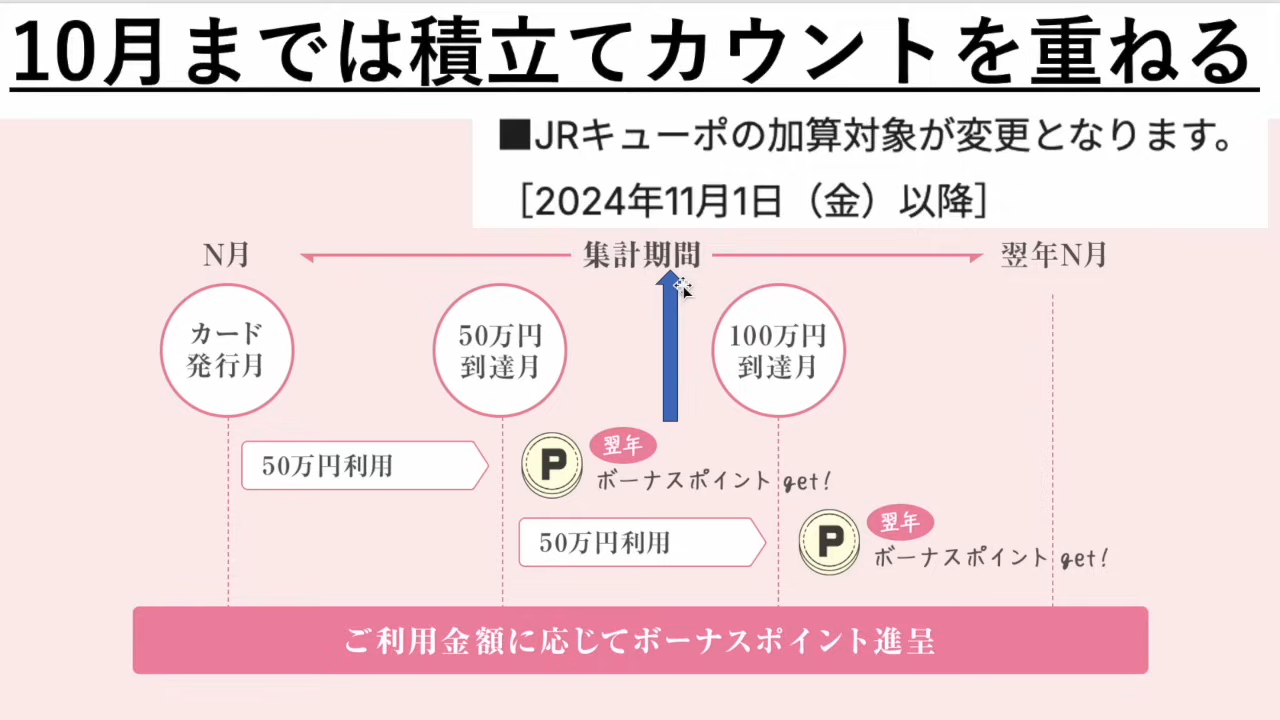 10月までは積立てカウントを重ねる
■JRキューポの加算対象が変更となります。
［2024年11月1日（金）以降］
N月
集計期間
翌年N月
カード
発行月
50万円
到達月
100万円
到達月
50万円利用
P
翌年
ボーナスポイント get!
50万円利用
P
翌年
ボーナスポイント get!
ご利用金額に応じてボーナスポイント進呈